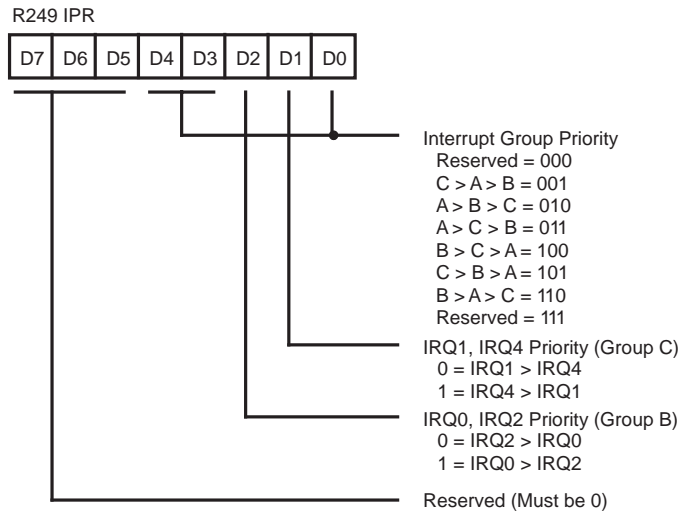 R249 IPR
D7 D6 D5 D4 D3 D2 D1 D0
Interrupt Group Priority
Reserved = 000
C > A > B = 001
A > B > C = 010
A > C > B = 011
B > C > A = 100
C > B > A = 101
B > A > C = 110
Reserved = 111
IRQ1, IRQ4 Priority (Group C)
0 = IRQ1 > IRQ4
1 = IRQ4 > IRQ1
IRQ0, IRQ2 Priority (Group B)
0 = IRQ2 > IRQ0
1 = IRQ0 > IRQ2
Reserved (Must be 0)